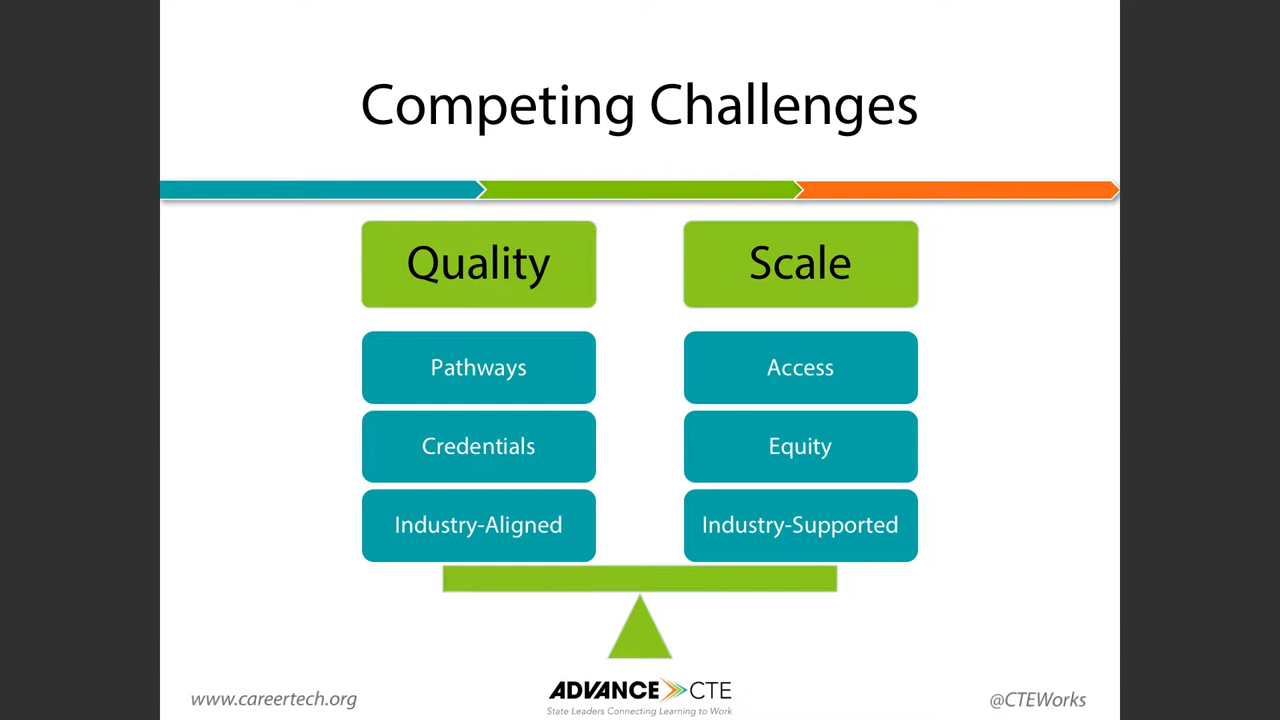 Competing Challenges
Quality
Scale
Pathways
Access
Credentials
Equity
Industry-Aligned
Industry-Supported
www.careertech.org
ADVANCE CTE
State Leaders Connecting Learning to Work
@CTEWorks